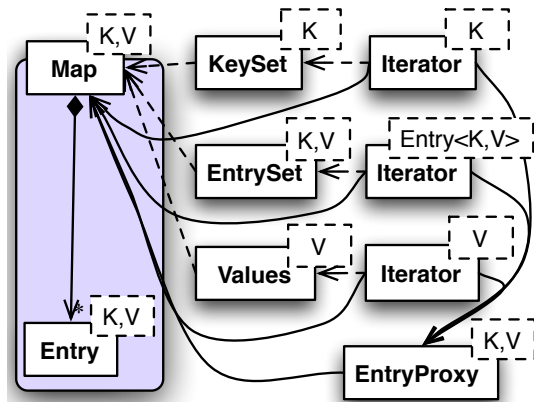 K,V
Map
K
KeySet
K
Iterator
K,V
EntrySet
Entry<K,V>
Iterator
V
Values
V
Iterator
*
K,V
Entry
K,V
EntryProxy